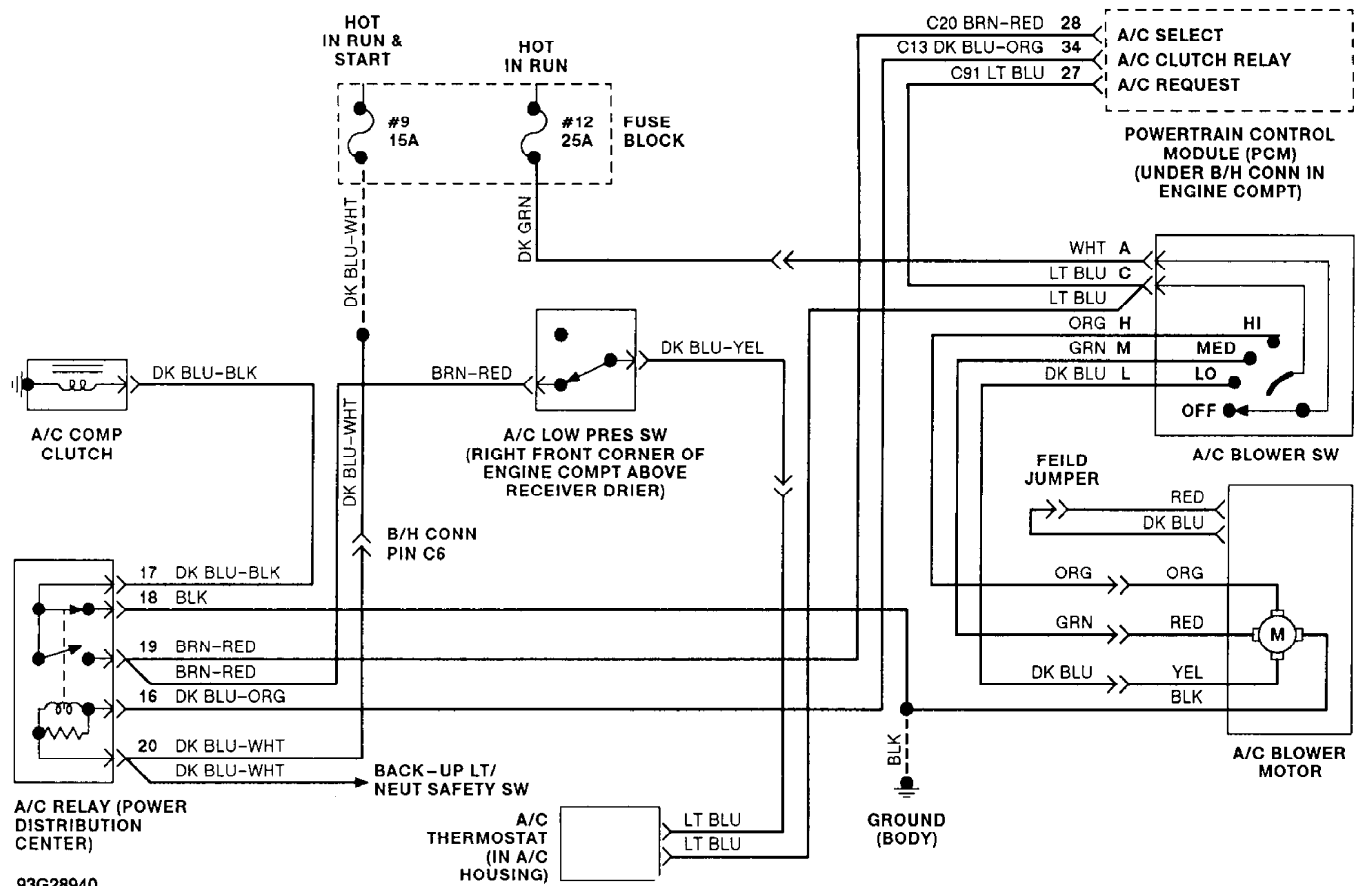 HOT
IN RUN &
START
HOT
IN RUN
#9
15A
#12
25A
FUSE
BLOCK
C20 BRN-RED 28
C13 DK BLU-ORG 34
C91 LT BLU 27
A/C SELECT
A/C CLUTCH RELAY
A/C REQUEST
POWERTRAIN CONTROL
MODULE (PCM)
(UNDER B/H CONN IN
ENGINE COMPT)
DK BLU-WHT
DK GRN
WHT A
LT BLU C
LT BLU
ORG H
GRN M
DK BLU L
HI
MED
LO
OFF
A/C BLOWER SW
DK BLU-BLK
A/C COMP
CLUTCH
BRN-RED
DK BLU-YEL
A/C LOW PRES SW
(RIGHT FRONT CORNER OF
ENGINE COMPT ABOVE
RECEIVER DRIER)
DK BLU-WHT
B/H CONN
PIN C6
FEILD
JUMPER
RED
DK BLU
ORG
ORG
GRN
RED
DK BLU
YEL
BLK
M
A/C BLOWER
MOTOR
17 DK BLU-BLK
18 BLK
19 BRN-RED
BRN-RED
16 DK BLU-ORG
20 DK BLU-WHT
DK BLU-WHT
BACK-UP LT/
NEUT SAFETY SW
A/C RELAY (POWER
DISTRIBUTION
CENTER)
BLK
GROUND
(BODY)
A/C
THERMOSTAT
(IN A/C
HOUSING)
LT BLU
LT BLU
93G28940